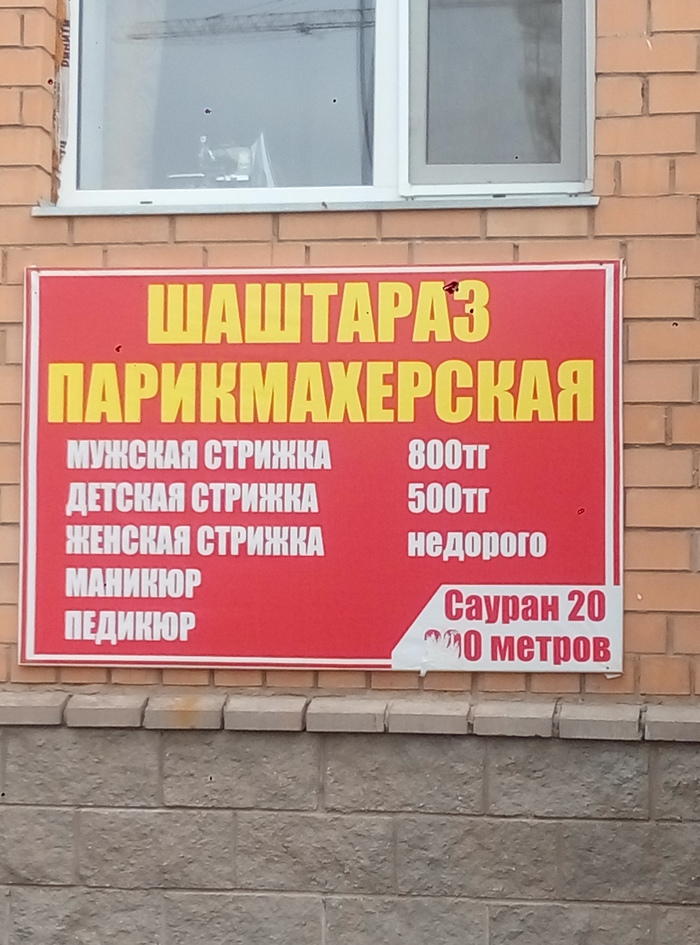 ШАШТАРАЗ
ПАРИКМАХЕРСКАЯ
МУЖСКАЯ СТРИЖКА 800тг
ДЕТСКАЯ СТРИЖКА 500тг
ЖЕНСКАЯ СТРИЖКА недорого
МАНИКЮР
ПЕДИКЮР
Сауран 20
метров